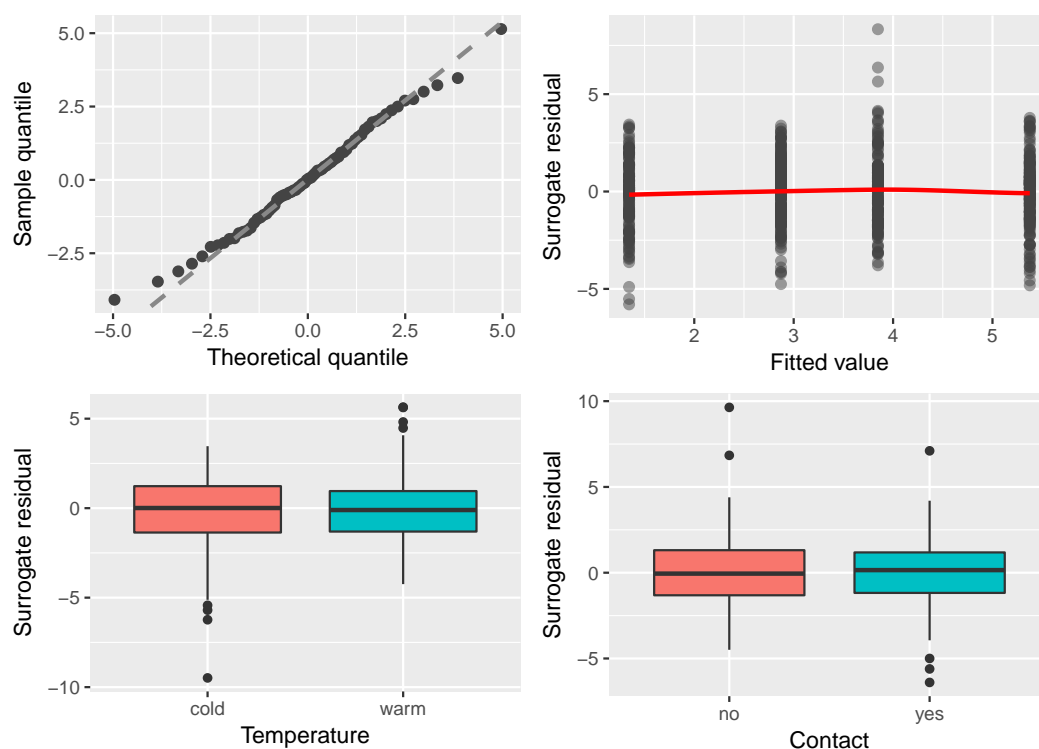 5.0
2.5
0.0
−2.5
Sample quantile
−5.0 −2.5 0.0 2.5 5.0
Theoretical quantile
5
0
−5
Surrogate residual
2 3 4 5
Fitted value
5
0
−5
−10
Surrogate residual
cold warm
Temperature
10
5
0
−5
Surrogate residual
no yes
Contact